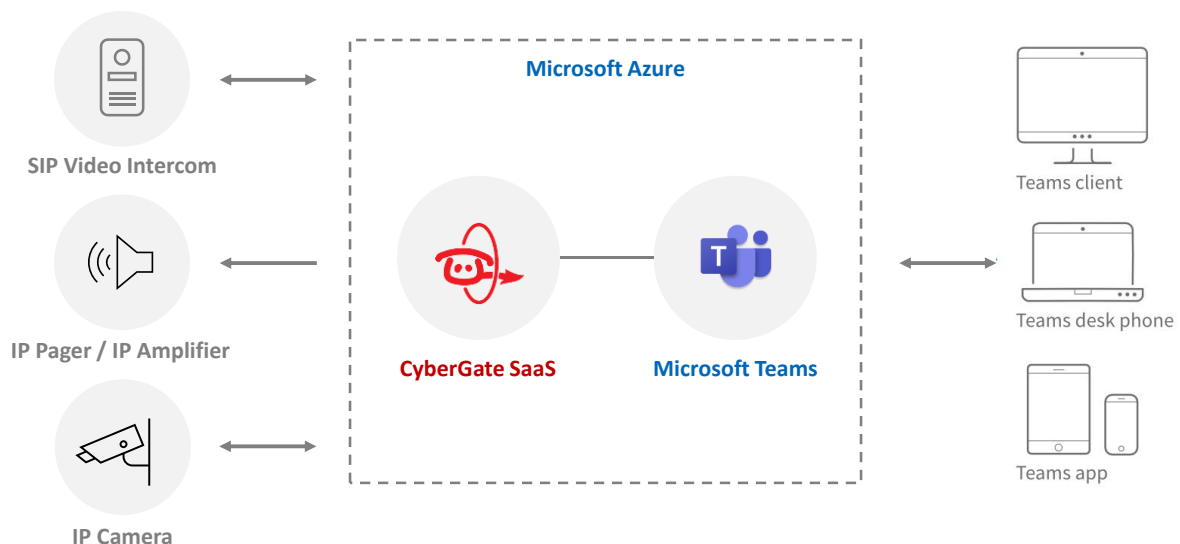 Microsoft Azure
SIP Video Intercom
Teams client
T
IP Pager / IP Amplifier
Teams desk phone
CyberGate SaaS
Microsoft Teams
Teams app
IP Camera